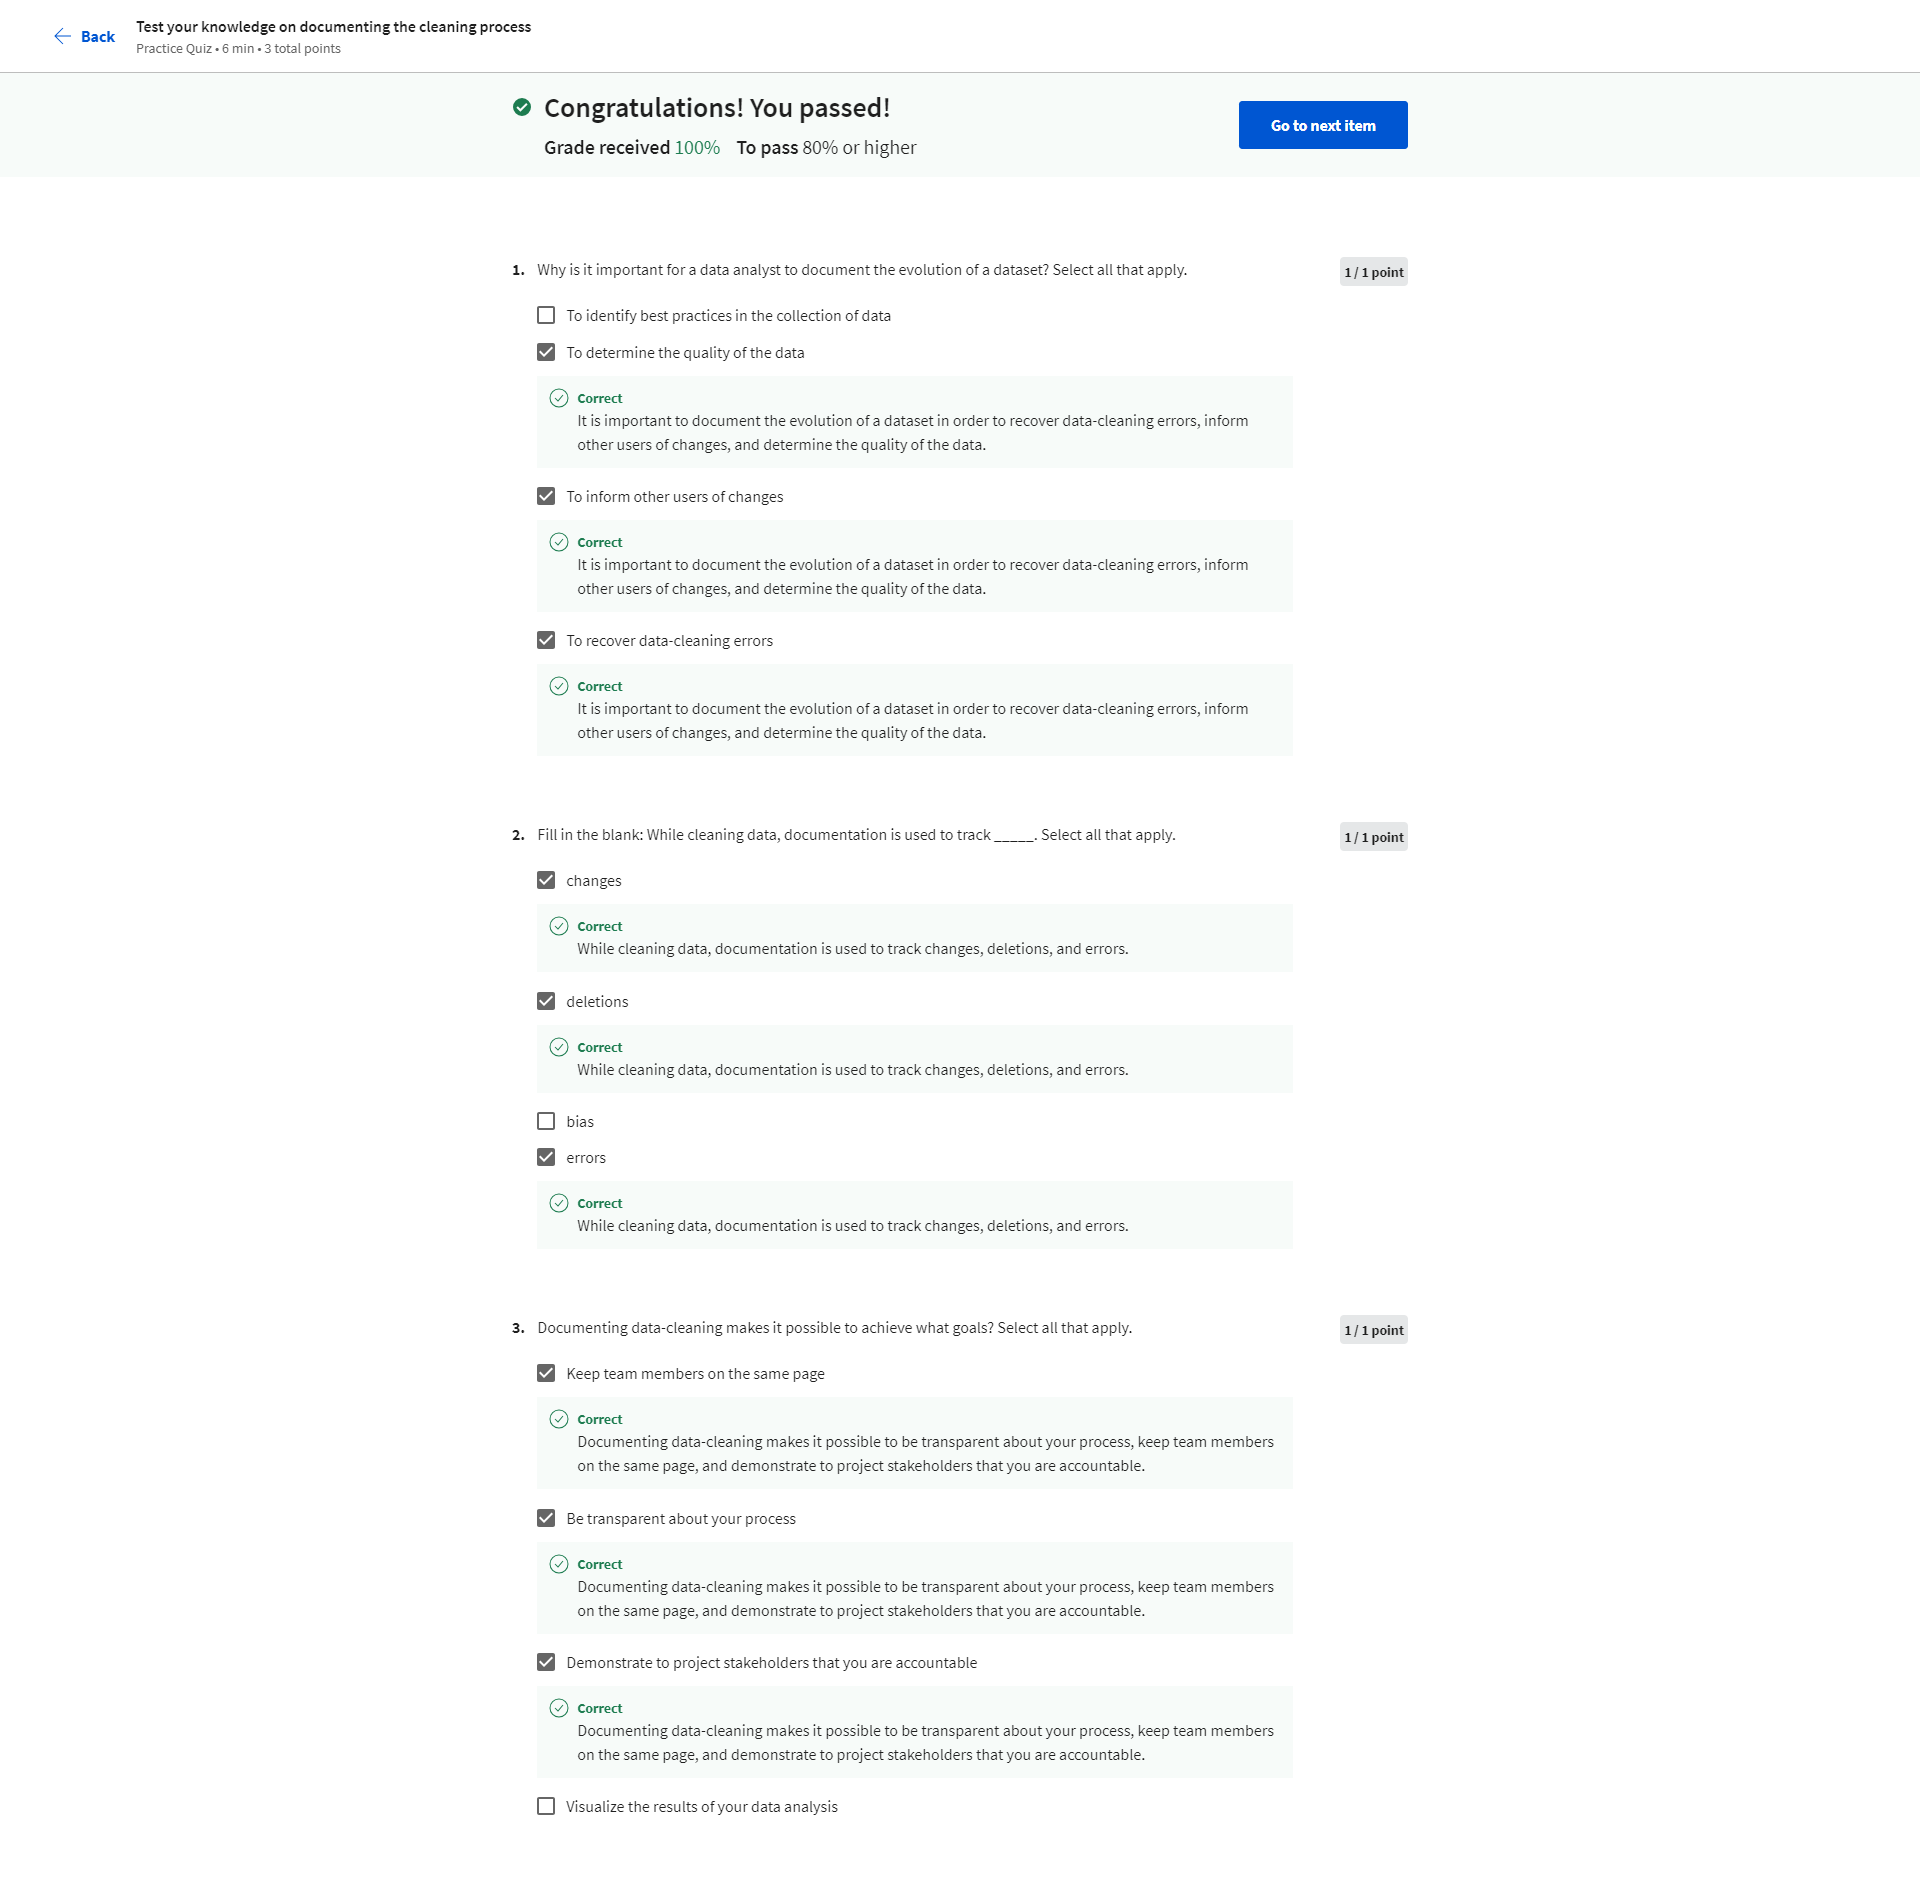 Back
Test your knowledge on documenting the cleaning process
Practice Quiz • 6 min • 3 total points
Congratulations! You passed!
Grade received 100% To pass 80% or higher
Go to next item
1. Why is it important for a data analyst to document the evolution of a dataset? Select all that apply.
1 / 1 point
To identify best practices in the collection of data
To determine the quality of the data
Correct
It is important to document the evolution of a dataset in order to recover data-cleaning errors, inform
other users of changes, and determine the quality of the data.
To inform other users of changes
Correct
It is important to document the evolution of a dataset in order to recover data-cleaning errors, inform
other users of changes, and determine the quality of the data.
To recover data-cleaning errors
Correct
It is important to document the evolution of a dataset in order to recover data-cleaning errors, inform
other users of changes, and determine the quality of the data.
2. Fill in the blank: While cleaning data, documentation is used to track _____. Select all that apply.
1 / 1 point
changes
Correct
While cleaning data, documentation is used to track changes, deletions, and errors.
deletions
Correct
While cleaning data, documentation is used to track changes, deletions, and errors.
bias
errors
Correct
While cleaning data, documentation is used to track changes, deletions, and errors.
3. Documenting data-cleaning makes it possible to achieve what goals? Select all that apply.
1 / 1 point
Keep team members on the same page
Correct
Documenting data-cleaning makes it possible to be transparent about your process, keep team members
on the same page, and demonstrate to project stakeholders that you are accountable.
Be transparent about your process
Correct
Documenting data-cleaning makes it possible to be transparent about your process, keep team members
on the same page, and demonstrate to project stakeholders that you are accountable.
Demonstrate to project stakeholders that you are accountable
Correct
Documenting data-cleaning makes it possible to be transparent about your process, keep team members
on the same page, and demonstrate to project stakeholders that you are accountable.
Visualize the results of your data analysis